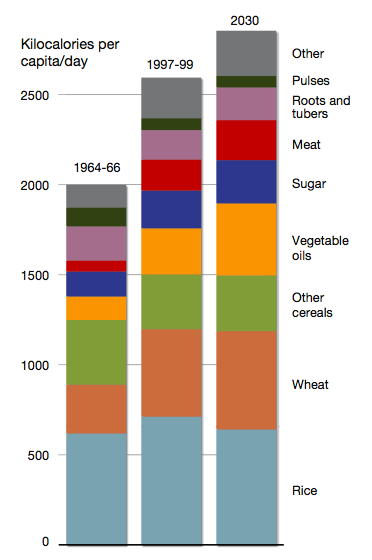 Kilocalories per
capita/day
1964-66
1997-99
2030
2500
2000
1500
1000
500
0
Other
Pulses
Roots and
tubers
Meat
Sugar
Vegetable
oils
Other
cereals
Wheat
Rice